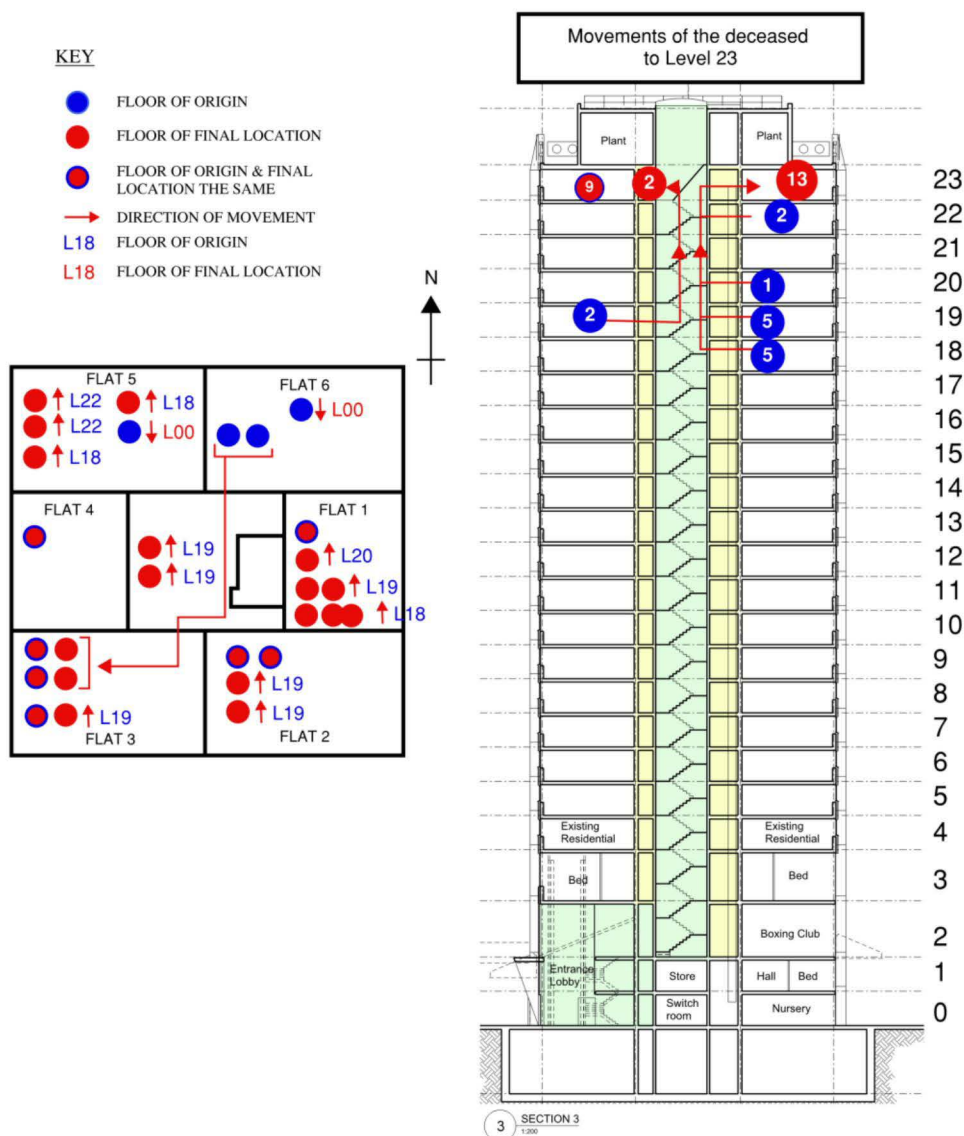 Movements of the deceased
to Level 23
KEY
FLOOR OF ORIGIN
FLOOR OF FINAL LOCATION
FLOOR OF ORIGIN & FINAL
LOCATION THE SAME
DIRECTION OF MOVEMENT
L18 FLOOR OF ORIGIN
L18 FLOOR OF FINAL LOCATION
N
FLAT 5
L22 L18
L22 L00
L18
FLAT 6
L00
FLAT 4
L19
L19
FLAT 1
L20
L19
L18
L19
FLAT 3
L19
L19
FLAT 2
Plant Plant
9 2 13 23
2 22
21
1 20
2 5 19
5 18
17
16
15
14
13
12
11
10
9
8
7
6
5
Existing
Residential
Existing
Residential
4
Bed Bed 3
Boxing Club 2
Entrance
Lobby
Store Hall Bed 1
Switch
room
Nursery 0
3 SECTION 3
1:200